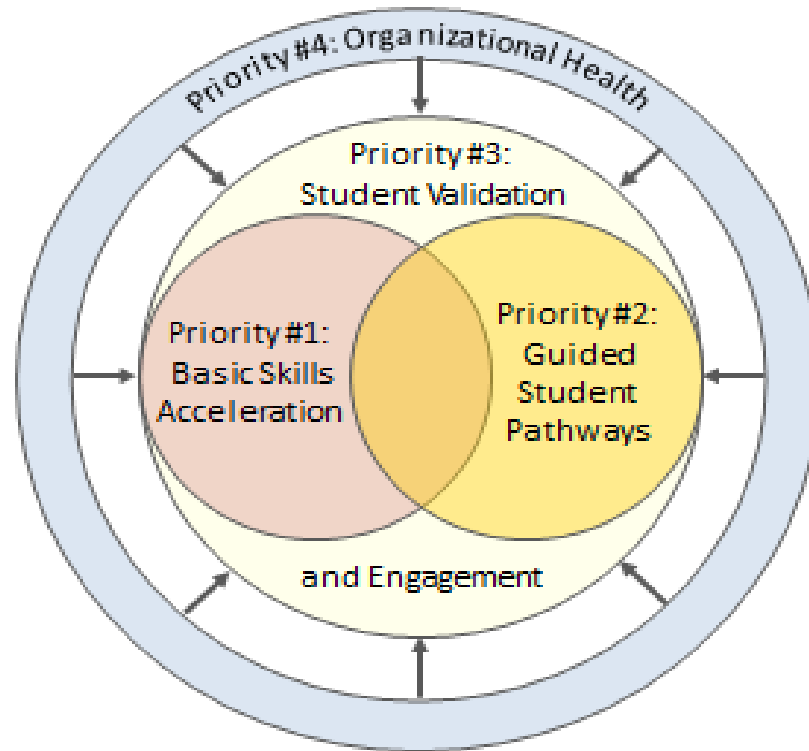 Priority #4: Organizational Health
Priority #3:
Student Validation
Priority #1:
Basic Skills
Acceleration
Priority #2:
Guided
Student
Pathways
and Engagement